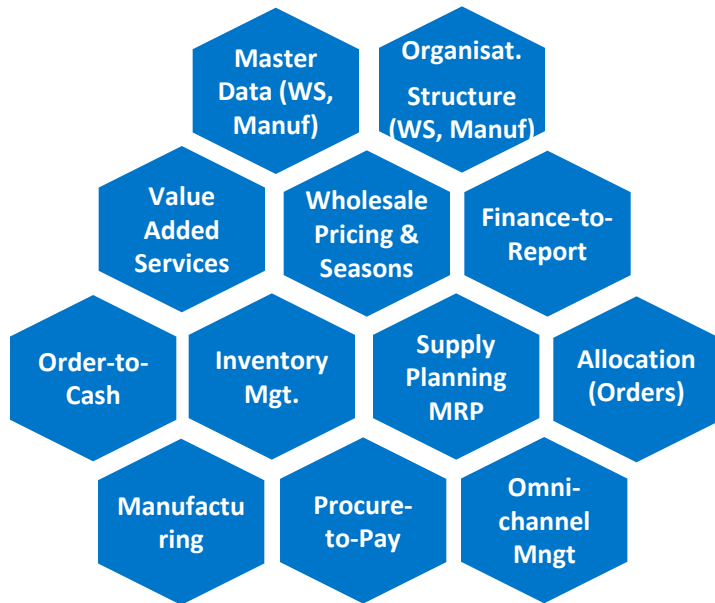 Master
Data (WS,
Manuf)
Organisat.
Structure
(WS, Manuf)
Value
Added
Services
Wholesale
Pricing &
Seasons
Finance-to-
Report
Order-to-
Cash
Inventory
Mgt.
Supply
Planning
MRP
Allocation
(Orders)
Manufactu
ring
Procure-
to-Pay
Omni-
channel
Mngt